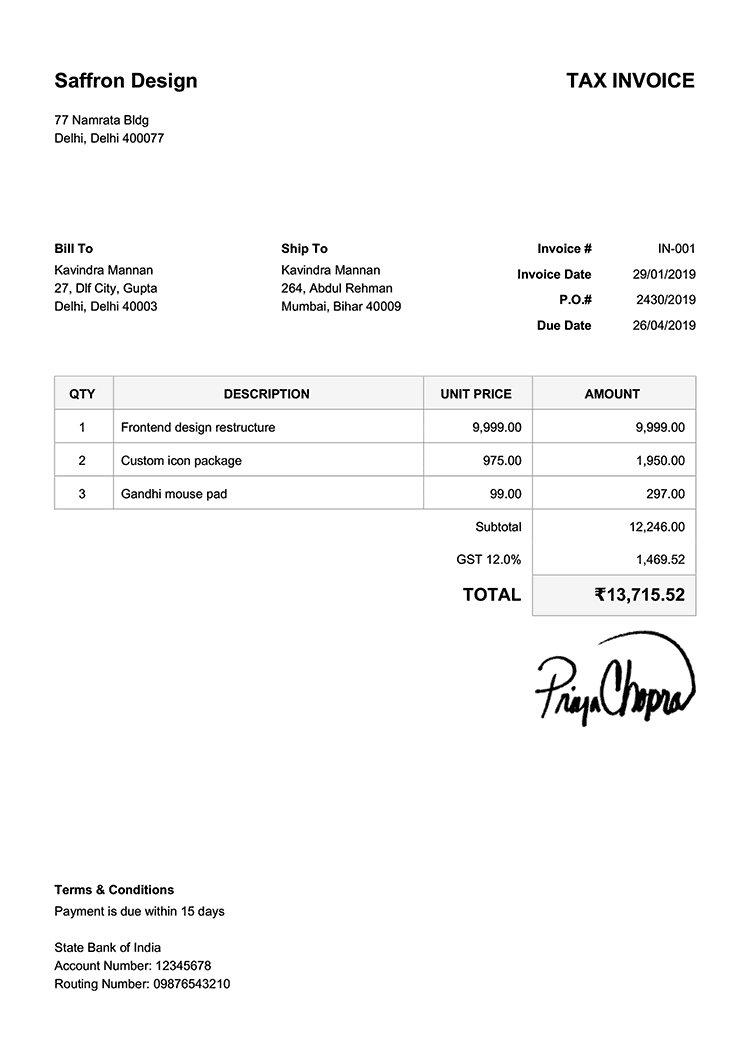 Saffron Design
TAX INVOICE
77 Namrata Bldg
Delhi, Delhi 400077
Bill To
Kavindra Mannan
27, Dlf City, Gupta
Delhi, Delhi 40003
Ship To
Kavindra Mannan
264, Abdul Rehman
Mumbai, Bihar 40009
Invoice # IN-001
Invoice Date 29/01/2019
P.O.# 2430/2019
Due Date 26/04/2019
QTY DESCRIPTION UNIT PRICE AMOUNT
1 Frontend design restructure 9,999.00 9,999.00
2 Custom icon package 975.00 1,950.00
3 Gandhi mouse pad 99.00 297.00
Subtotal 12,246.00
GST 12.0% 1,469.52
TOTAL ₹13,715.52
Priya Chopra
Terms & Conditions
Payment is due within 15 days
State Bank of India
Account Number: 12345678
Routing Number: 09876543210